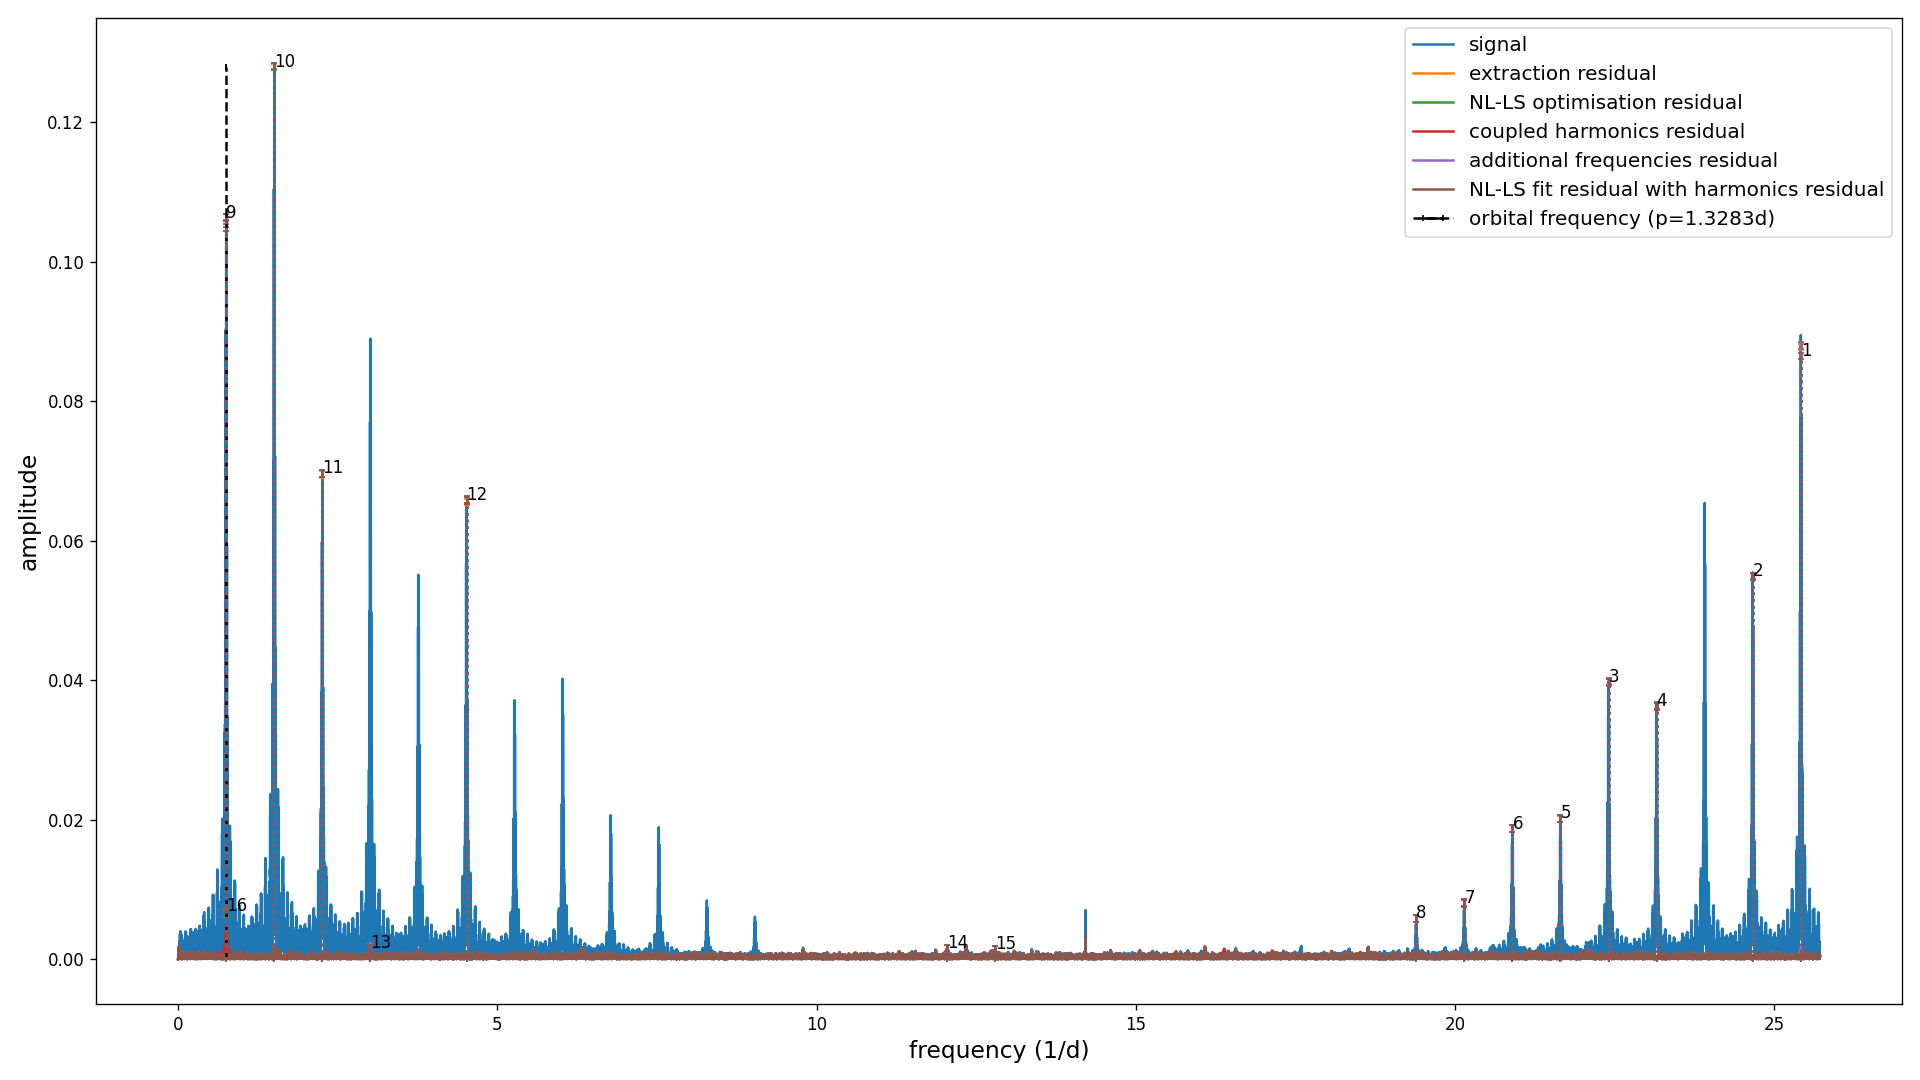 signal
extraction residual
NL-LS optimisation residual
coupled harmonics residual
additional frequencies residual
NL-LS fit residual with harmonics residual
orbital frequency (p=1.3283d)
10
9
1
11
12
2
3
4
5
6
7
8
16
13
14
15
0.12
0.10
0.08
0.06
0.04
0.02
0.00
amplitude
0 5 10 15 20 25
frequency (1/d)